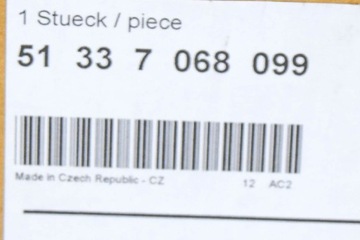 1 Stueck / piece
51 33 7 068 099
Made in Czech Republic - CZ 12 AC2